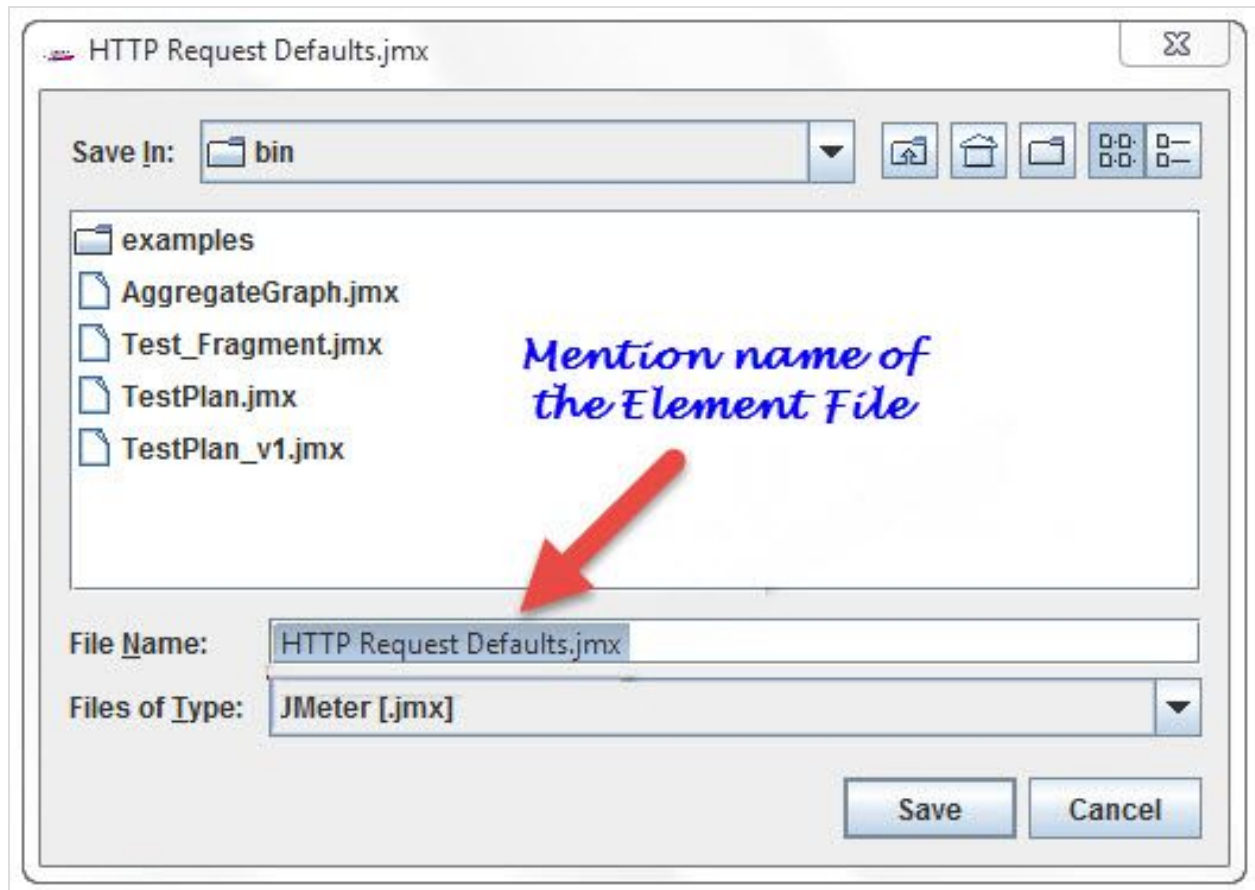 HTTP Request Defaults.jmx
Save In:
bin
examples
AggregateGraph.jmx
Test_Fragment.jmx
TestPlan.jmx
TestPlan_v1.jmx
Mention name of
the Element File
File Name:
HTTP Request Defaults.jmx
Files of Type:
JMeter [.jmx]
Save
Cancel